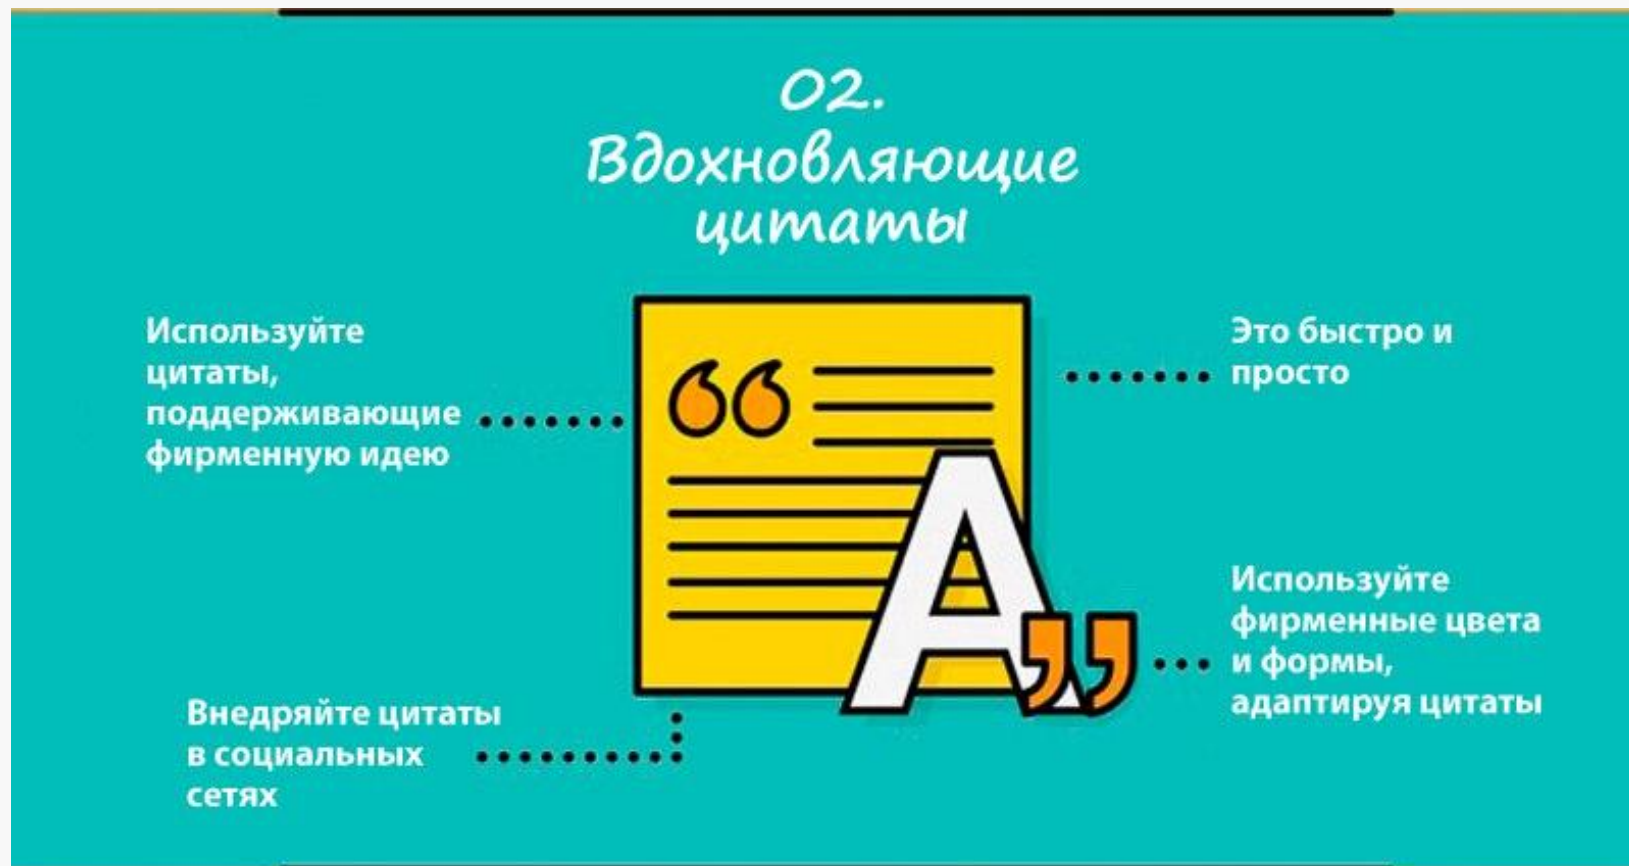 02.
Вдохновляющие
цитаты
Используйте
цитаты,
поддерживающие
фирменную идею
Это быстро и
просто
Используйте
фирменные цвета
и формы,
адаптируя цитаты
Внедряйте цитаты
в социальных
сетях
“
A
”